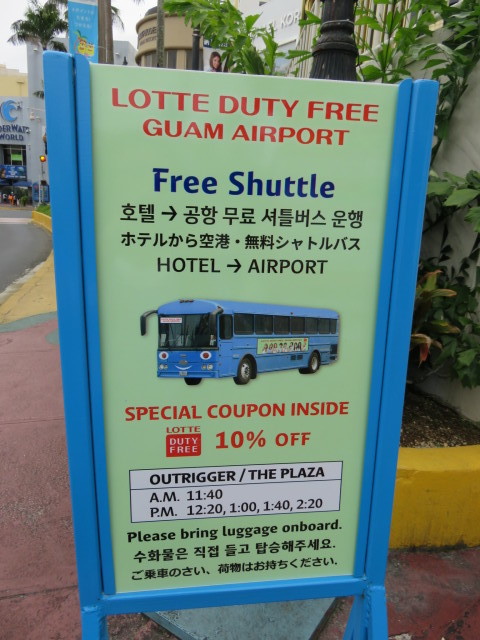 LOTTE DUTY FREE
GUAM AIRPORT
Free Shuttle
호텔 → 공항 무료 셔틀버스 운행
ホテルから空港・無料シャトルバス
HOTEL → AIRPORT
SPECIAL COUPON INSIDE
LOTTE
DUTY
FREE
10% OFF
OUTRIGGER / THE PLAZA
A.M. 11:40
P.M. 12:20, 1:00, 1:40, 2:20
Please bring luggage onboard.
수화물은 직접 들고 탑승해주세요.
ご乗車のさい、荷物はお持ちください。
WORLD